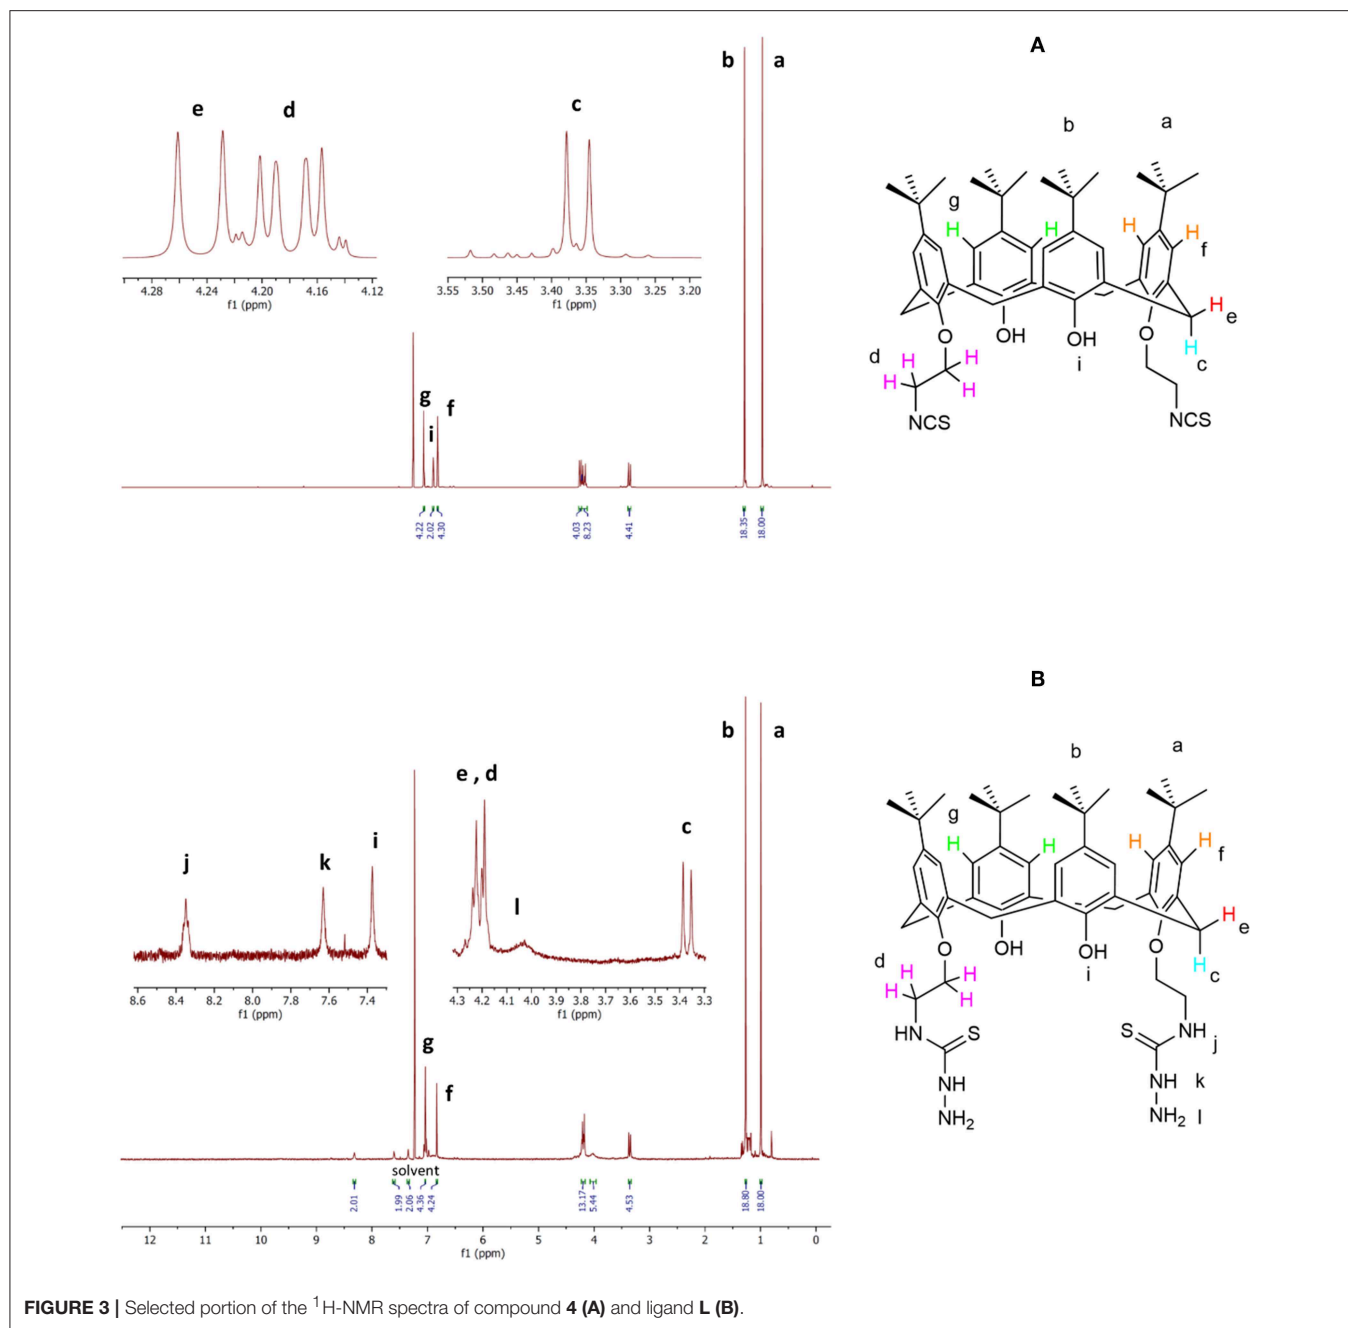 A
b a
e d c
4.28 4.24 4.20 4.16 4.12
f1 (ppm)
3.55 3.50 3.45 3.40 3.35 3.30 3.25 3.20
f1 (ppm)
g
i
f
4.22
2.02
4.30
4.03
8.23
4.41
18.35
18.00
b a
g
H H H H
f
OH OH
i
O O
H e
H c
d H H
H H
NCS NCS
B
b a
e , d
c
j k i
l
8.6 8.4 8.2 8.0 7.8 7.6 7.4
f1 (ppm)
4.3 4.2 4.1 4.0 3.9 3.8 3.7 3.6 3.5 3.4 3.3
f1 (ppm)
g
f
solvent
2.01
1.99
2.06
4.36
4.24
13.17
5.44
4.53
18.80
18.00
12 11 10 9 8 7 6 5 4 3 2 1 0
f1 (ppm)
b a
g
H H H H
f
OH OH
i
O O
H e
H c
d H H
H H
HN S S NH
j
NH NH k
NH2 NH2 l
FIGURE 3 | Selected portion of the 1H-NMR spectra of compound 4 (A) and ligand L (B).